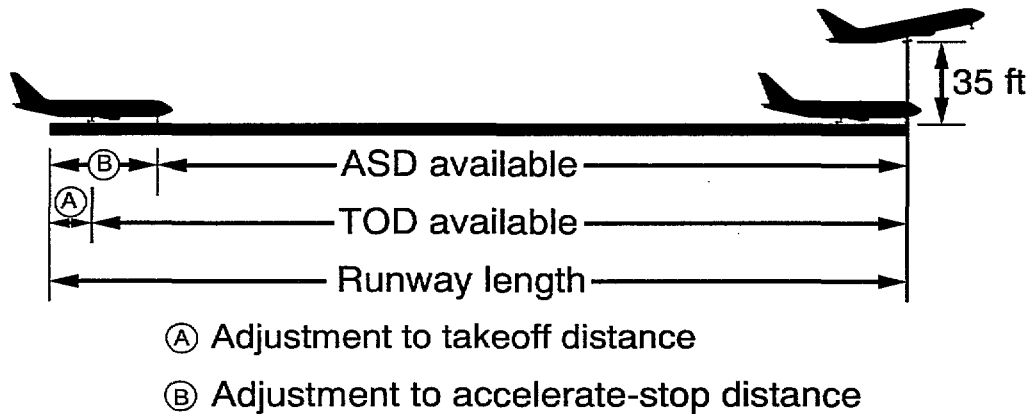 35 ft
Ⓑ ASD available
Ⓐ TOD available
Runway length
Ⓐ Adjustment to takeoff distance
Ⓑ Adjustment to accelerate-stop distance